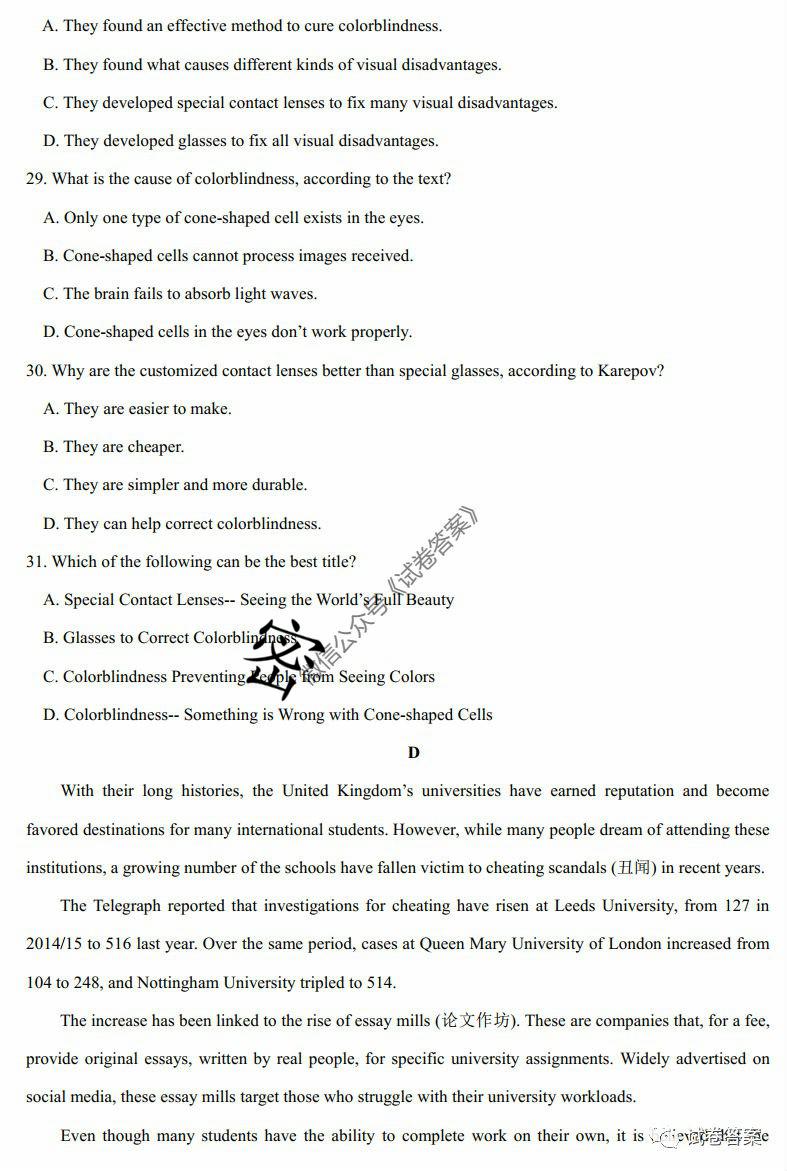 A. They found an effective method to cure colorblindness.
B. They found what causes different kinds of visual disadvantages.
C. They developed special contact lenses to fix many visual disadvantages.
D. They developed glasses to fix all visual disadvantages.
29. What is the cause of colorblindness, according to the text?
A. Only one type of cone-shaped cell exists in the eyes.
B. Cone-shaped cells cannot process images received.
C. The brain fails to absorb light waves.
D. Cone-shaped cells in the eyes don’t work properly.
30. Why are the customized contact lenses better than special glasses, according to Karepov?
A. They are easier to make.
B. They are cheaper.
C. They are simpler and more durable.
D. They can help correct colorblindness.
31. Which of the following can be the best title?
A. Special Contact Lenses-- Seeing the World’s Full Beauty
B. Glasses to Correct Colorblindness
C. Colorblindness Preventing People from Seeing Colors
D. Colorblindness-- Something is Wrong with Cone-shaped Cells
密
微信公众号《试卷答案》
D
With their long histories, the United Kingdom’s universities have earned reputation and become
favored destinations for many international students. However, while many people dream of attending these
institutions, a growing number of the schools have fallen victim to cheating scandals (丑闻) in recent years.
The Telegraph reported that investigations for cheating have risen at Leeds University, from 127 in
2014/15 to 516 last year. Over the same period, cases at Queen Mary University of London increased from
104 to 248, and Nottingham University tripled to 514.
The increase has been linked to the rise of essay mills (论文作坊). These are companies that, for a fee,
provide original essays, written by real people, for specific university assignments. Widely advertised on
social media, these essay mills target those who struggle with their university workloads.
Even though many students have the ability to complete work on their own, it is
试卷答案